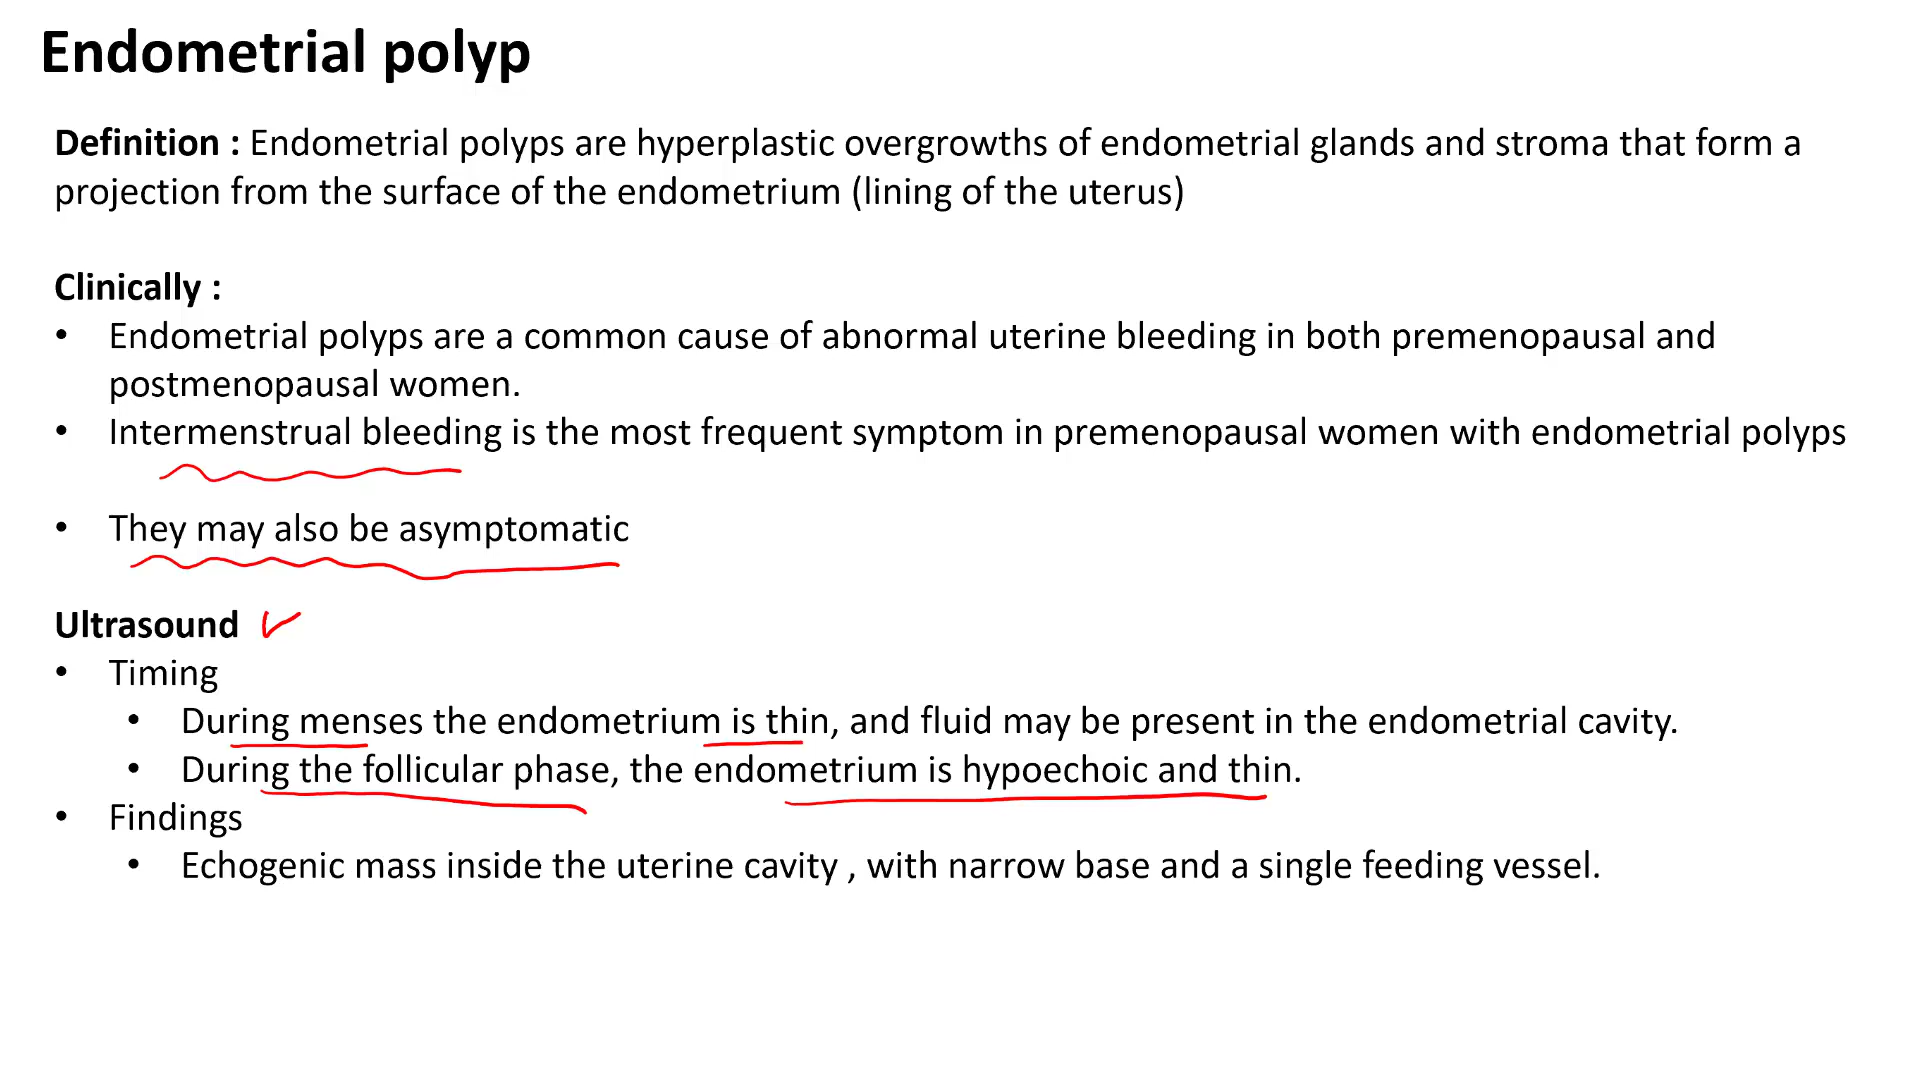 Endometrial polyp
Definition : Endometrial polyps are hyperplastic overgrowths of endometrial glands and stroma that form a
projection from the surface of the endometrium (lining of the uterus)
Clinically :
• Endometrial polyps are a common cause of abnormal uterine bleeding in both premenopausal and
postmenopausal women.
• Intermenstrual bleeding is the most frequent symptom in premenopausal women with endometrial polyps
• They may also be asymptomatic
Ultrasound
• Timing
• During menses the endometrium is thin, and fluid may be present in the endometrial cavity.
• During the follicular phase, the endometrium is hypoechoic and thin.
• Findings
• Echogenic mass inside the uterine cavity , with narrow base and a single feeding vessel.